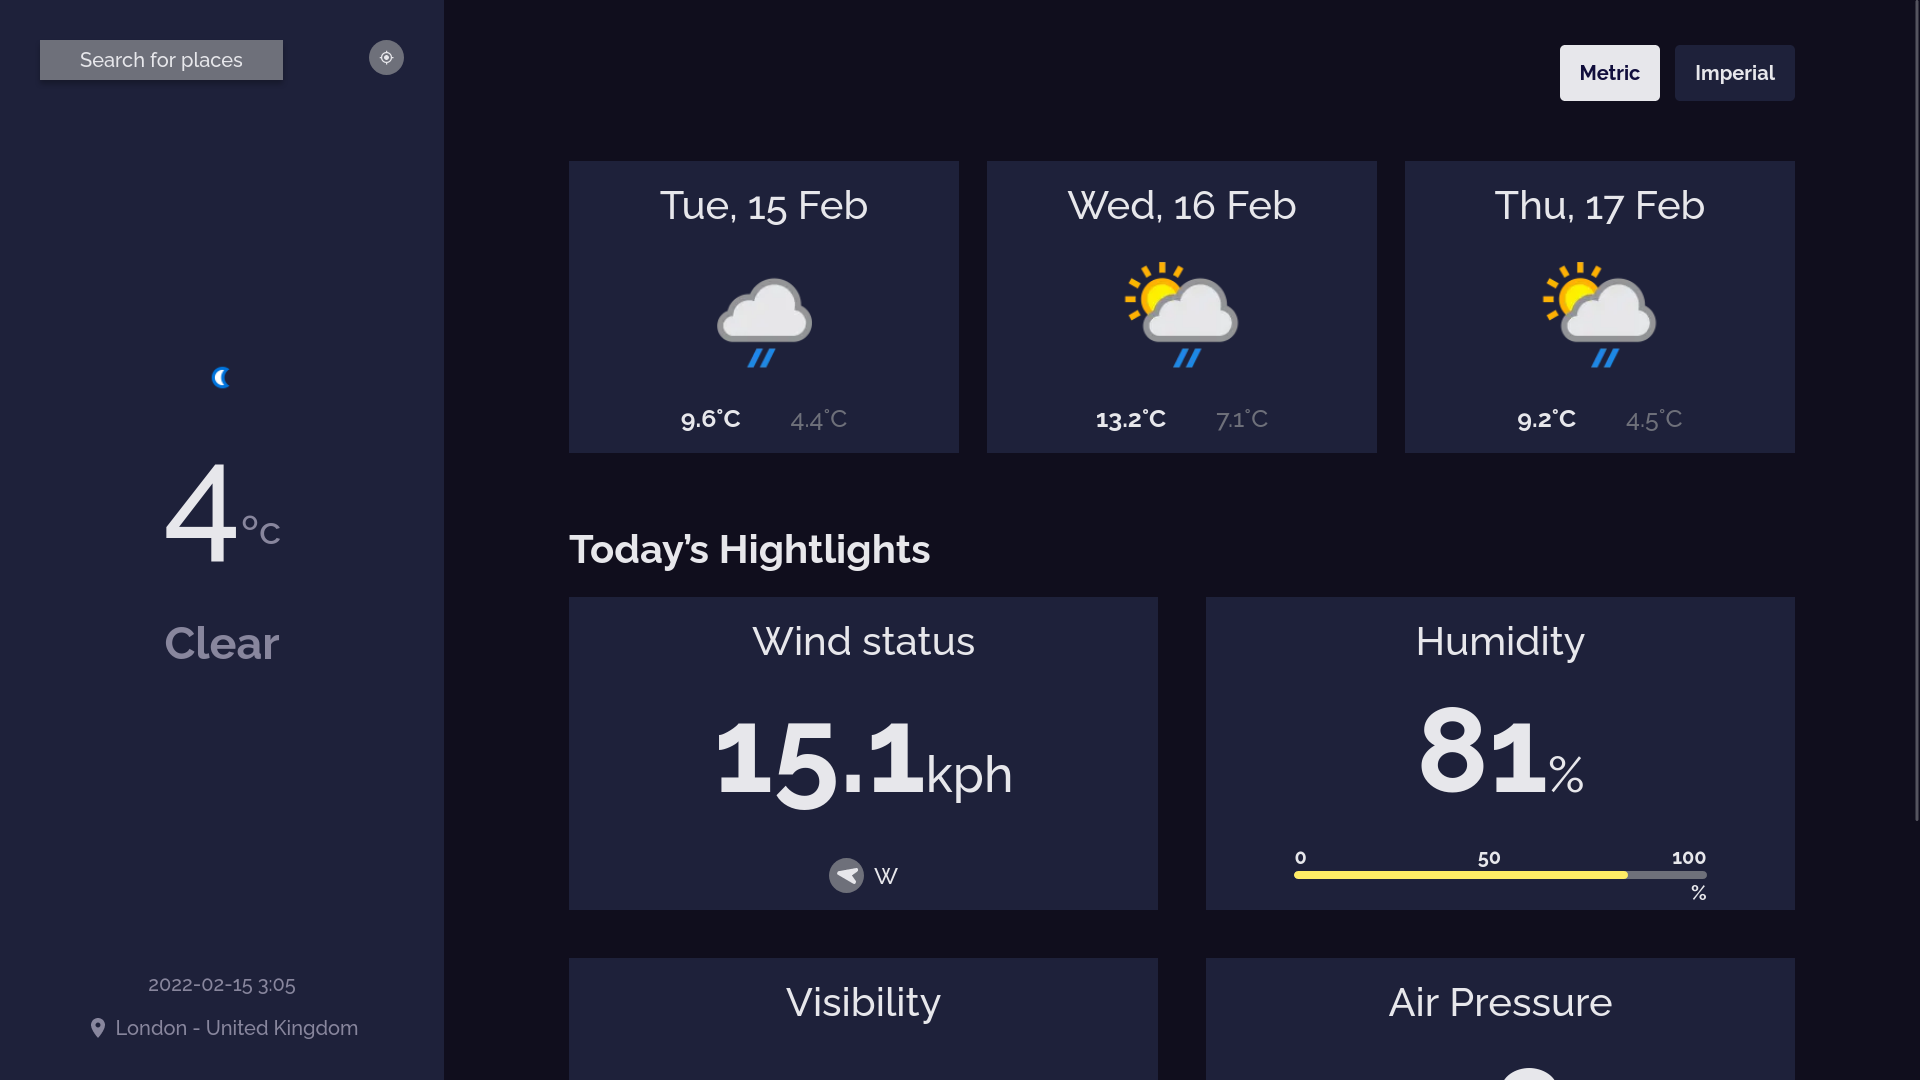 Search for places
4ºC
Clear
2022-02-15 3:05
London - United Kingdom
Metric
Imperial
Tue, 15 Feb
9.6°C 4.4°C
Wed, 16 Feb
13.2°C 7.1°C
Thu, 17 Feb
9.2°C 4.5°C
Today’s Hightlights
Wind status
15.1kph
W
Humidity
81%
0 50 100
%
Visibility
Air Pressure